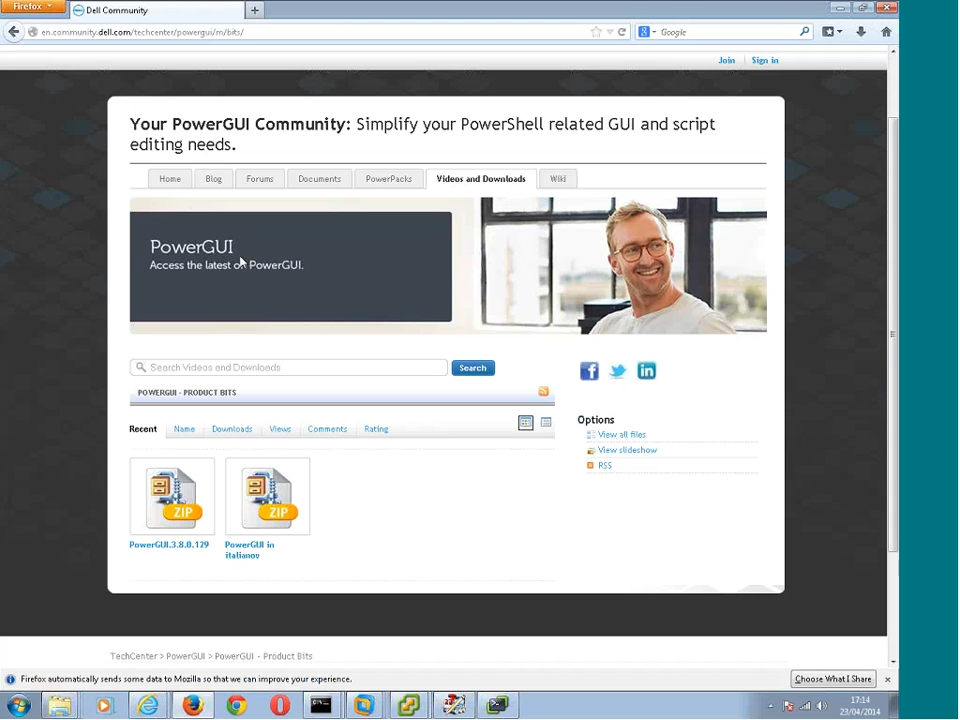 Firefox
Dell Community
en.community.dell.com/techcenter/powergui/m/bits/
Google
Join Sign in
Your PowerGUI Community: Simplify your PowerShell related GUI and script
editing needs.
Home Blog Forums Documents PowerPacks Videos and Downloads Wiki
PowerGUI
Access the latest on PowerGUI.
Search Videos and Downloads Search
POWERGUI - PRODUCT BITS
Options
Recent Name Downloads Views Comments Rating
View all files
View slideshow
RSS
ZIP ZIP
PowerGUI.3.8.0.129
PowerGUI in
italianov
TechCenter > PowerGUI > PowerGUI - Product Bits
Firefox automatically sends some data to Mozilla so that we can improve your experience. Choose What I Share
17:14
23/04/2014